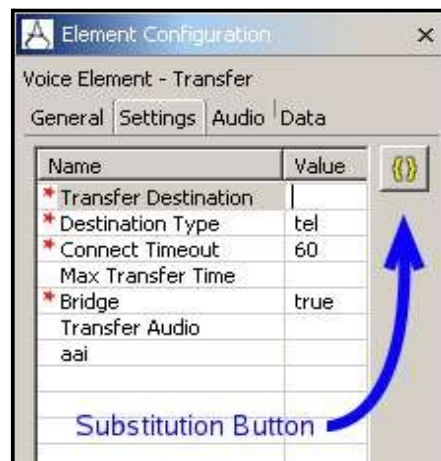 Element Configuration
Voice Element - Transfer
General Settings Audio Data
Name Value
* Transfer Destination
* Destination Type tel
* Connect Timeout 60
Max Transfer Time
* Bridge true
Transfer Audio
aai
{}
Substitution Button